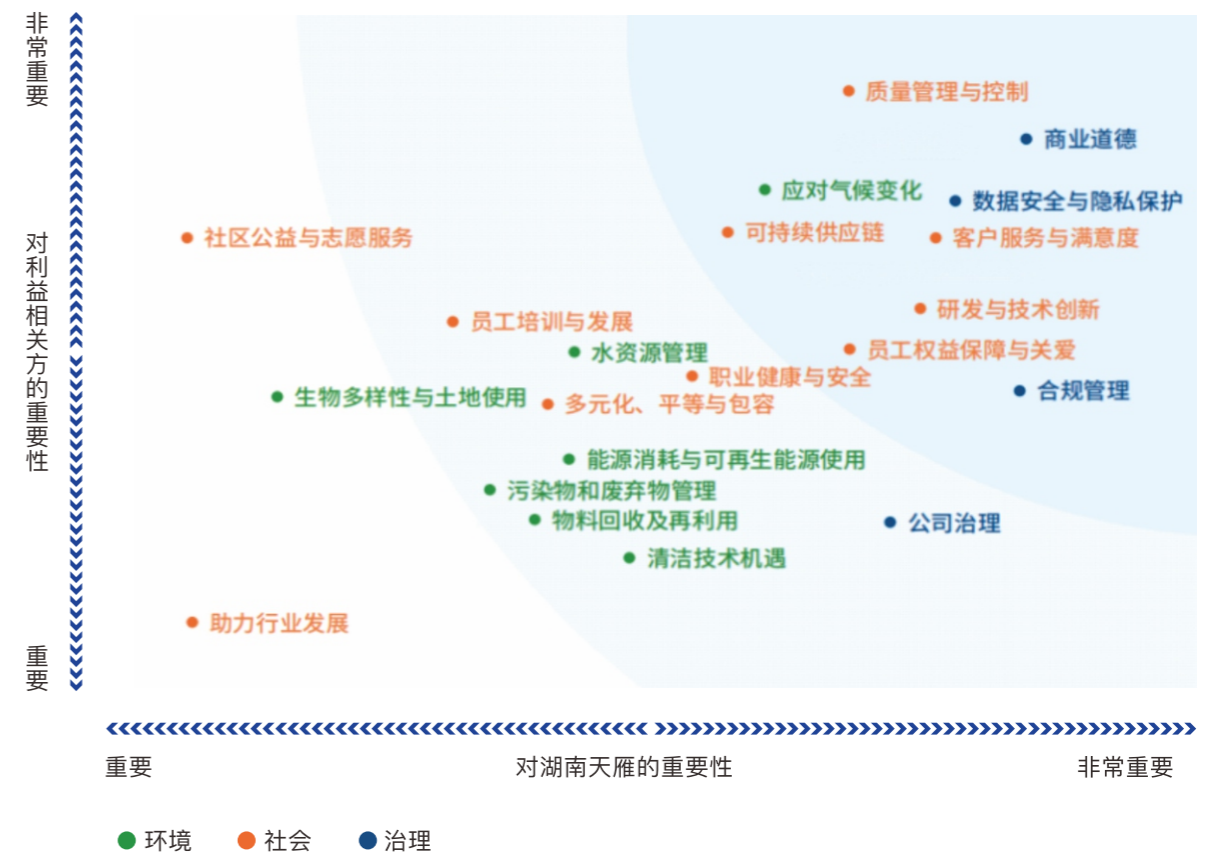 非常重要
对利益相关方的重要性
重要
质量管理与控制
商业道德
应对气候变化
数据安全与隐私保护
社区公益与志愿服务
可持续供应链
客户服务与满意度
研发与技术创新
员工培训与发展
水资源管理
员工权益保障与关爱
职业健康与安全
合规管理
生物多样性与土地使用
多元化、平等与包容
能源消耗与可再生能源使用
污染物和废弃物管理
物料回收及再利用
公司治理
清洁技术机遇
助力行业发展
重要
对湖南天雁的重要性
非常重要
环境
社会
治理